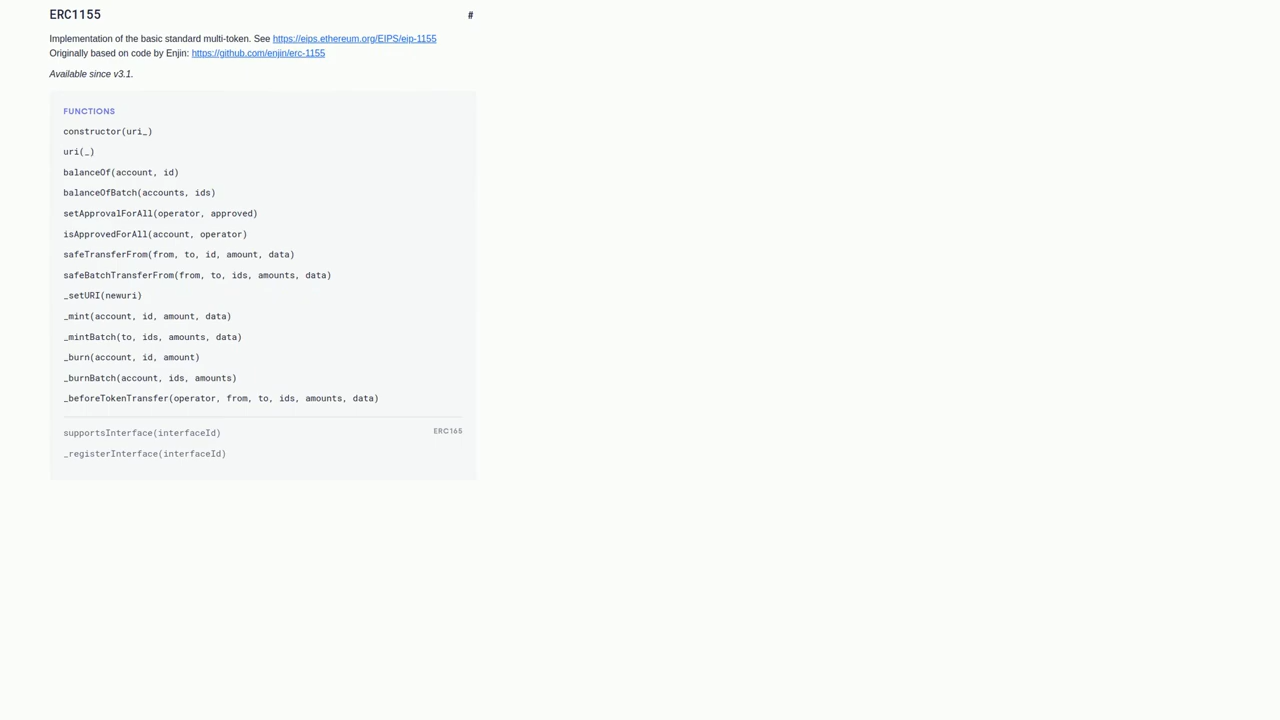 ERC1155 #
Implementation of the basic standard multi-token. See https://eips.ethereum.org/EIPS/eip-1155
Originally based on code by Enjin: https://github.com/enjin/erc-1155
Available since v3.1.
FUNCTIONS
constructor(uri_)
uri(_)
balanceOf(account, id)
balanceOfBatch(accounts, ids)
setApprovalForAll(operator, approved)
isApprovedForAll(account, operator)
safeTransferFrom(from, to, id, amount, data)
safeBatchTransferFrom(from, to, ids, amounts, data)
_setURI(newuri)
_mint(account, id, amount, data)
_mintBatch(to, ids, amounts, data)
_burn(account, id, amount)
_burnBatch(account, ids, amounts)
_beforeTokenTransfer(operator, from, to, ids, amounts, data)
supportsInterface(interfaceId) ERC165
_registerInterface(interfaceId)